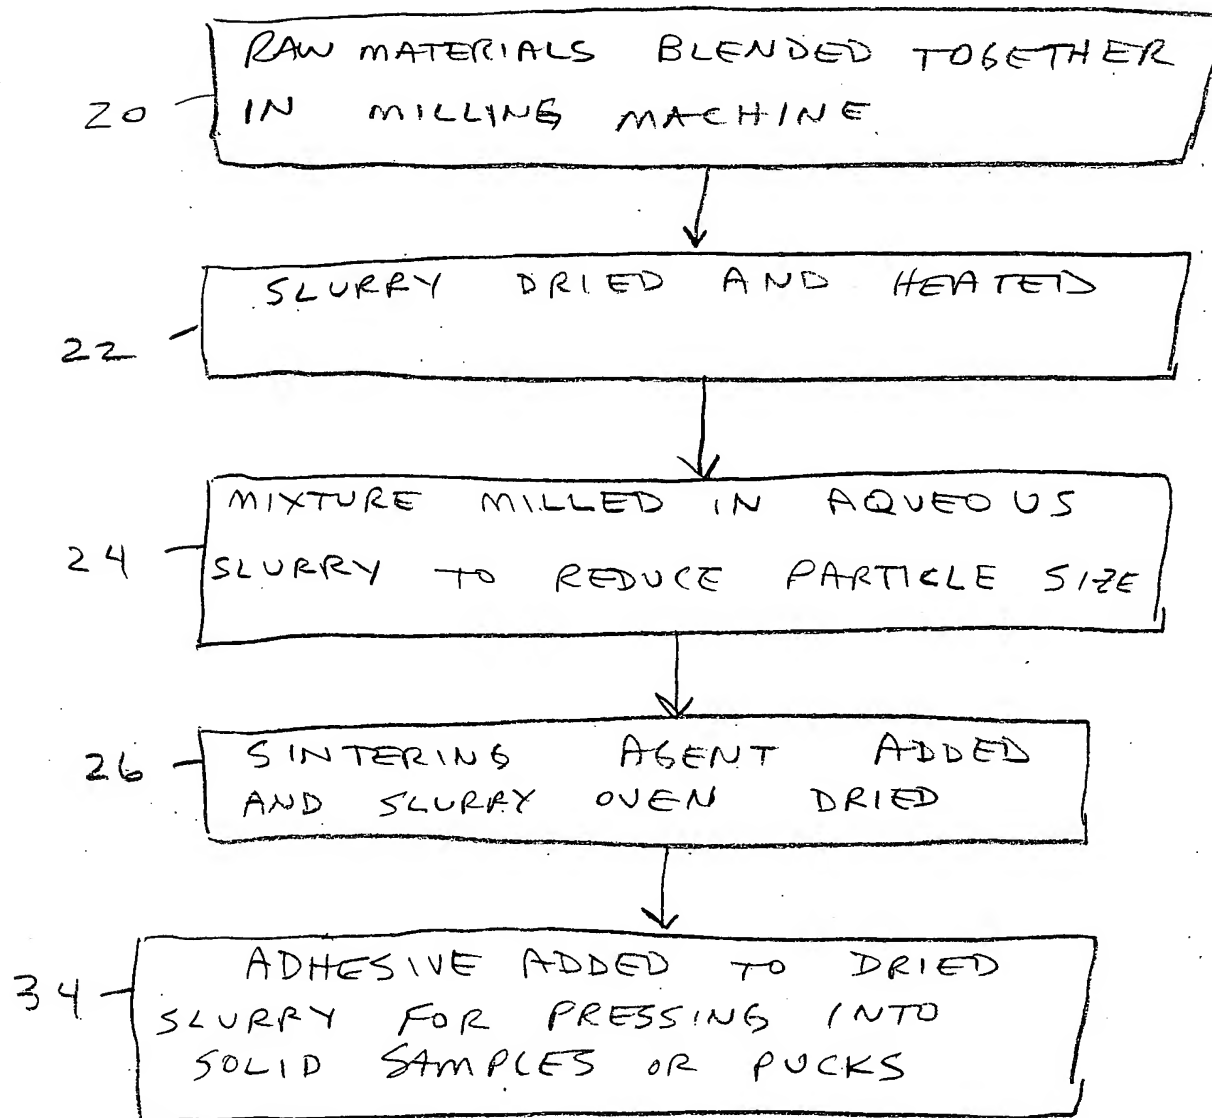 RAW MATERIALS BLENDED TOGETHER
20 IN MILLING MACHINE
SLURRY DRIED AND HEATED
22
MIXTURE MILLED IN AQUEOUS
24 SLURRY TO REDUCE PARTICLE SIZE
26 SINTERING AGENT ADDED
AND SLURRY OVEN DRIED
ADHESIVE ADDED TO DRIED
34 SLURRY FOR PRESSING INTO
SOLID SAMPLES OR PUCKS